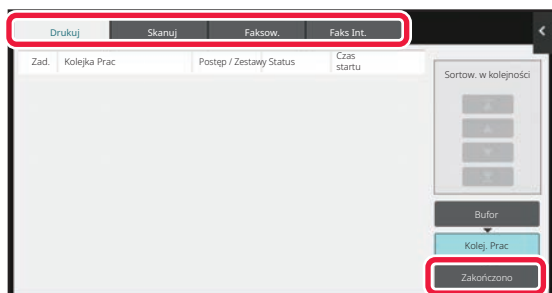 Drukuj Skanuj Faksow. Faks Int.
Zad. Kolejka Prac Postęp / Zestawy Status Czas startu
Sortow. w kolejności
Bufor
Kolej. Prac
Zakończono